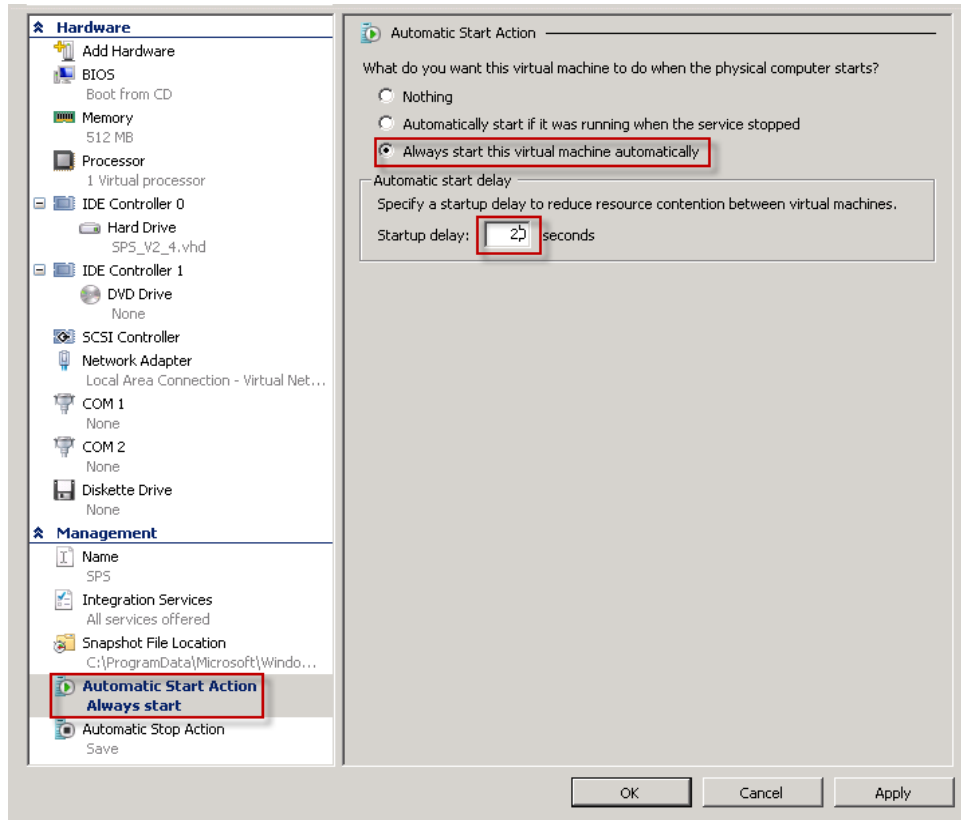 Hardware
Add Hardware
BIOS
Boot from CD
Memory
512 MB
Processor
1 Virtual processor
IDE Controller 0
Hard Drive
SPS_V2_4.vhd
IDE Controller 1
DVD Drive
None
SCSI Controller
Network Adapter
Local Area Connection - Virtual Net...
COM 1
None
COM 2
None
Diskette Drive
None
Management
Name
SPS
Integration Services
All services offered
Snapshot File Location
C:\ProgramData\Microsoft\Windo...
Automatic Start Action
Always start
Automatic Stop Action
Save
Automatic Start Action
What do you want this virtual machine to do when the physical computer starts?
Nothing
Automatically start if it was running when the service stopped
Always start this virtual machine automatically
Automatic start delay
Specify a startup delay to reduce resource contention between virtual machines.
Startup delay: seconds
OK Cancel Apply